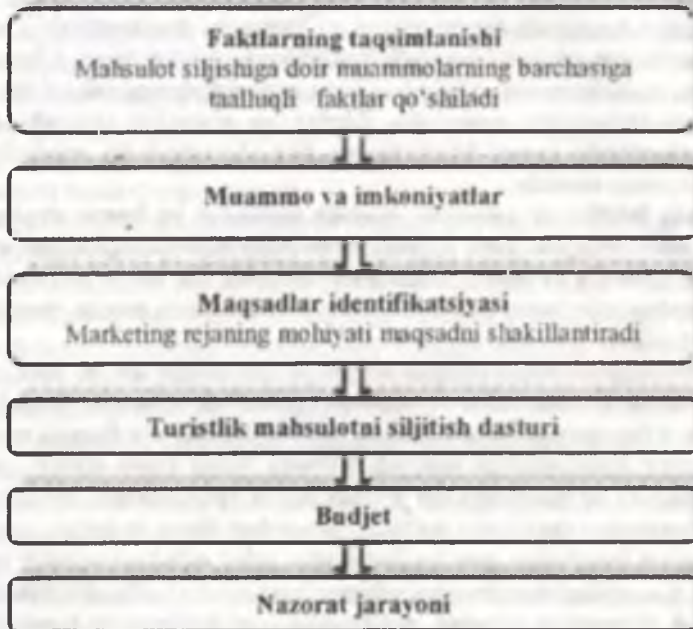 Faktlarning taqsimlanishi
Mahsulot siljishiga doir muammolarning barchasiga
taalluqli faktlar qo'shiladi
Muammo va imkoniyatlar
Maqsadlar identifikatsiyasi
Marketing rejaning mohiyati maqsadni shakillantiradi
Turistlik mahsulotni siljitish dasturi
Budjet
Nazorat jarayoni